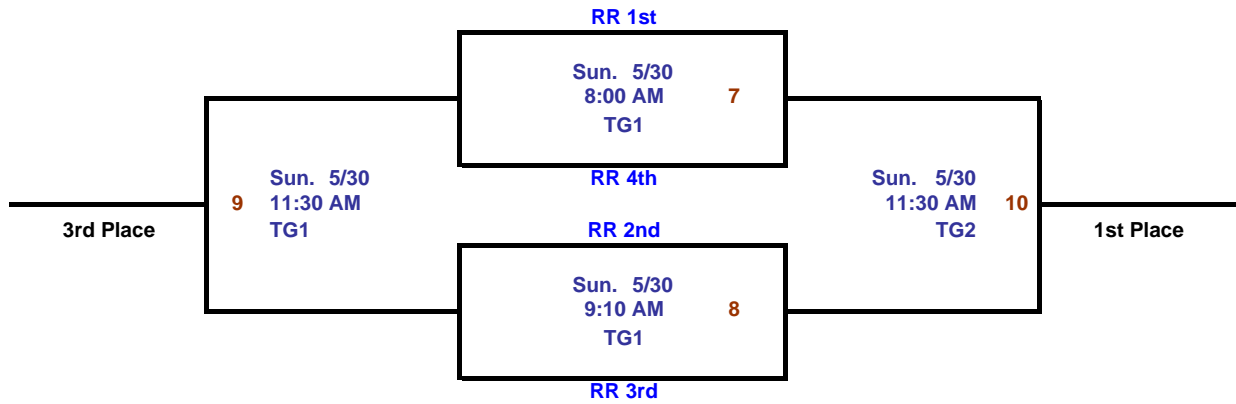 RR 1st
Sun. 5/30
8:00 AM 7
TG1
RR 4th
Sun. 5/30
9 11:30 AM
TG1
3rd Place
Sun. 5/30
11:30 AM 10
TG2
1st Place
RR 2nd
Sun. 5/30
9:10 AM 8
TG1
RR 3rd